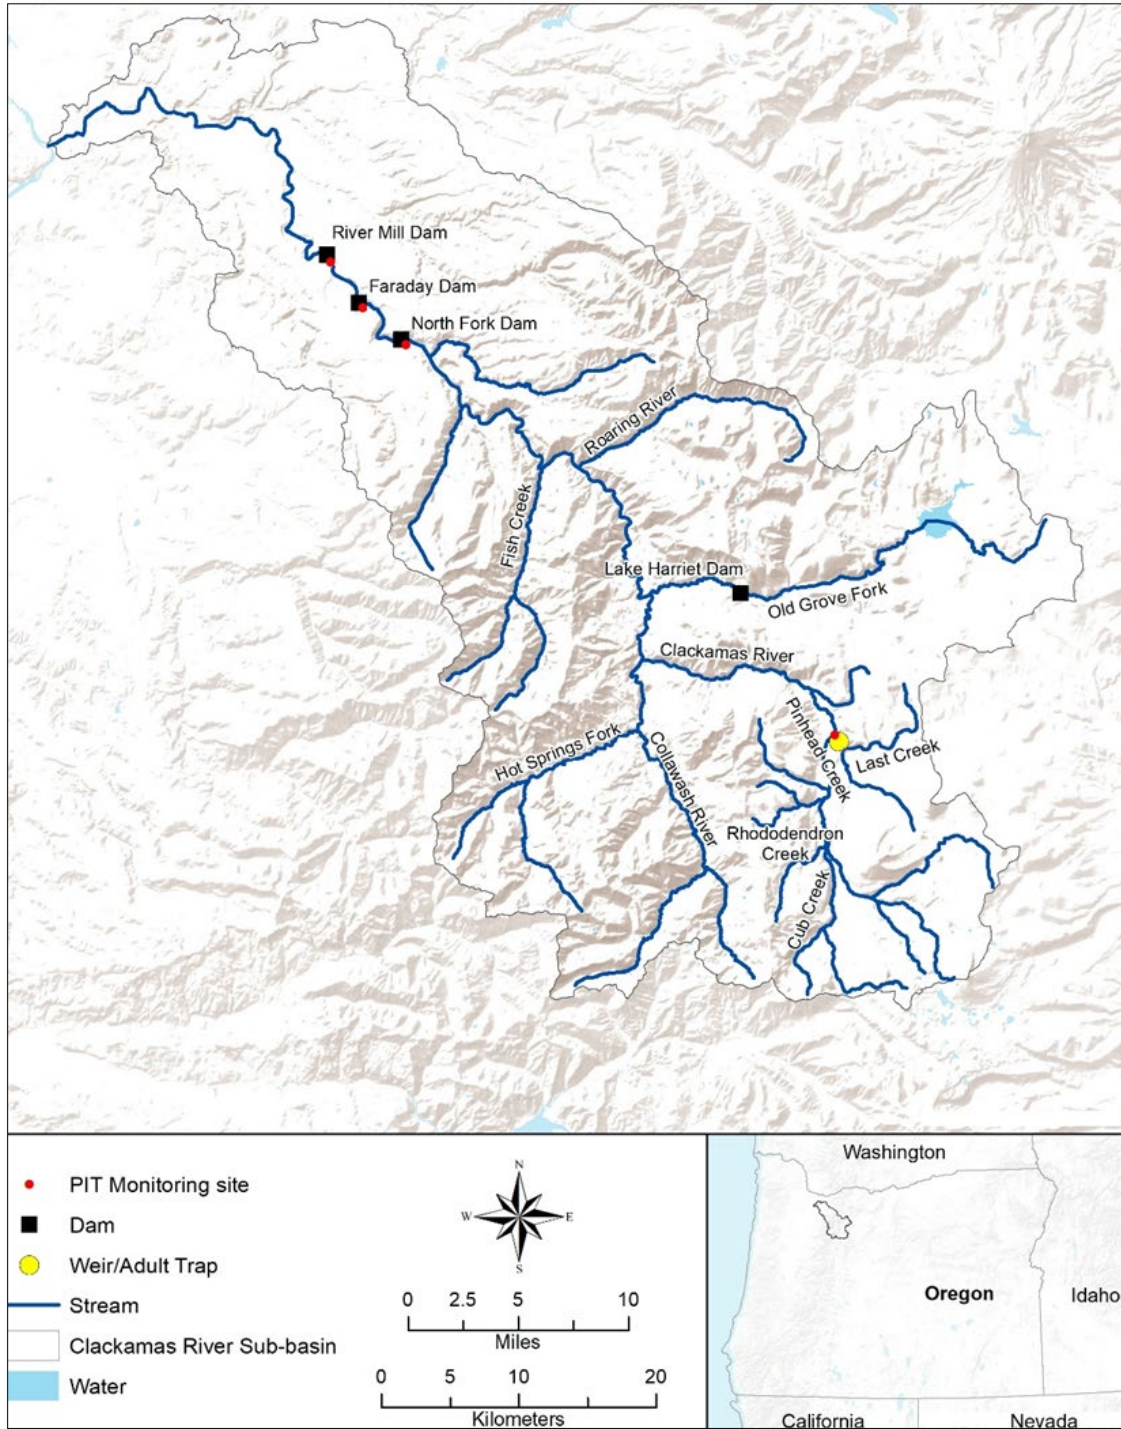 River Mill Dam
Faraday Dam
North Fork Dam
Roaring River
Fish Creek
Lake Harriet Dam
Old Grove Fork
Clackamas River
Pinhead Creek
Last Creek
Hot Springs Fork
Collawash River
Rhododendron
Creek
Cub Creek
PIT Monitoring site
Dam
Weir/Adult Trap
Stream
Clackamas River Sub-basin
Water
N
W E
S
0 2.5 5 10
Miles
0 5 10 20
Kilometers
Washington
Oregon
Idaho
California
Nevada